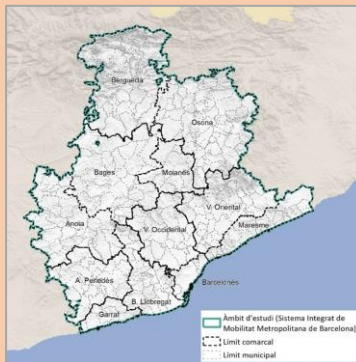 Berguedà
Osona
Bages
Moianès
Anoia
V. Oriental
V. Occidental
Maresme
A. Penedès
Barcelonès
B. Llobregat
Garraf
Àmbit d'estudi (Sistema Integrat de
Mobilitat Metropolitana de Barcelona)
Límit comarcal
Límit municipal